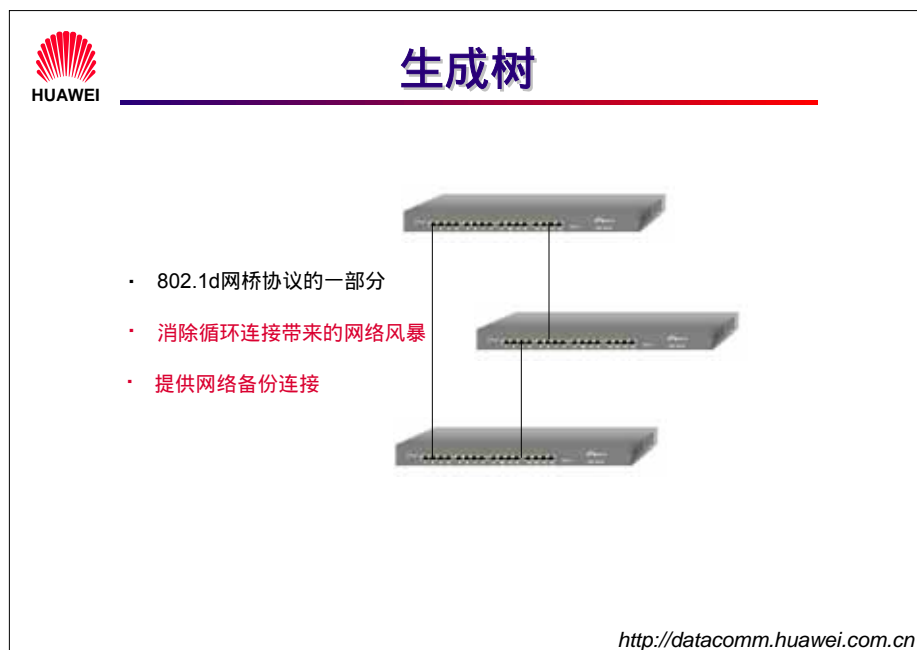 生成树
HUAWEI
· 802.1d网桥协议的一部分
· 消除循环连接带来的网络风暴
· 提供网络备份连接
http://datacomm.huawei.com.cn